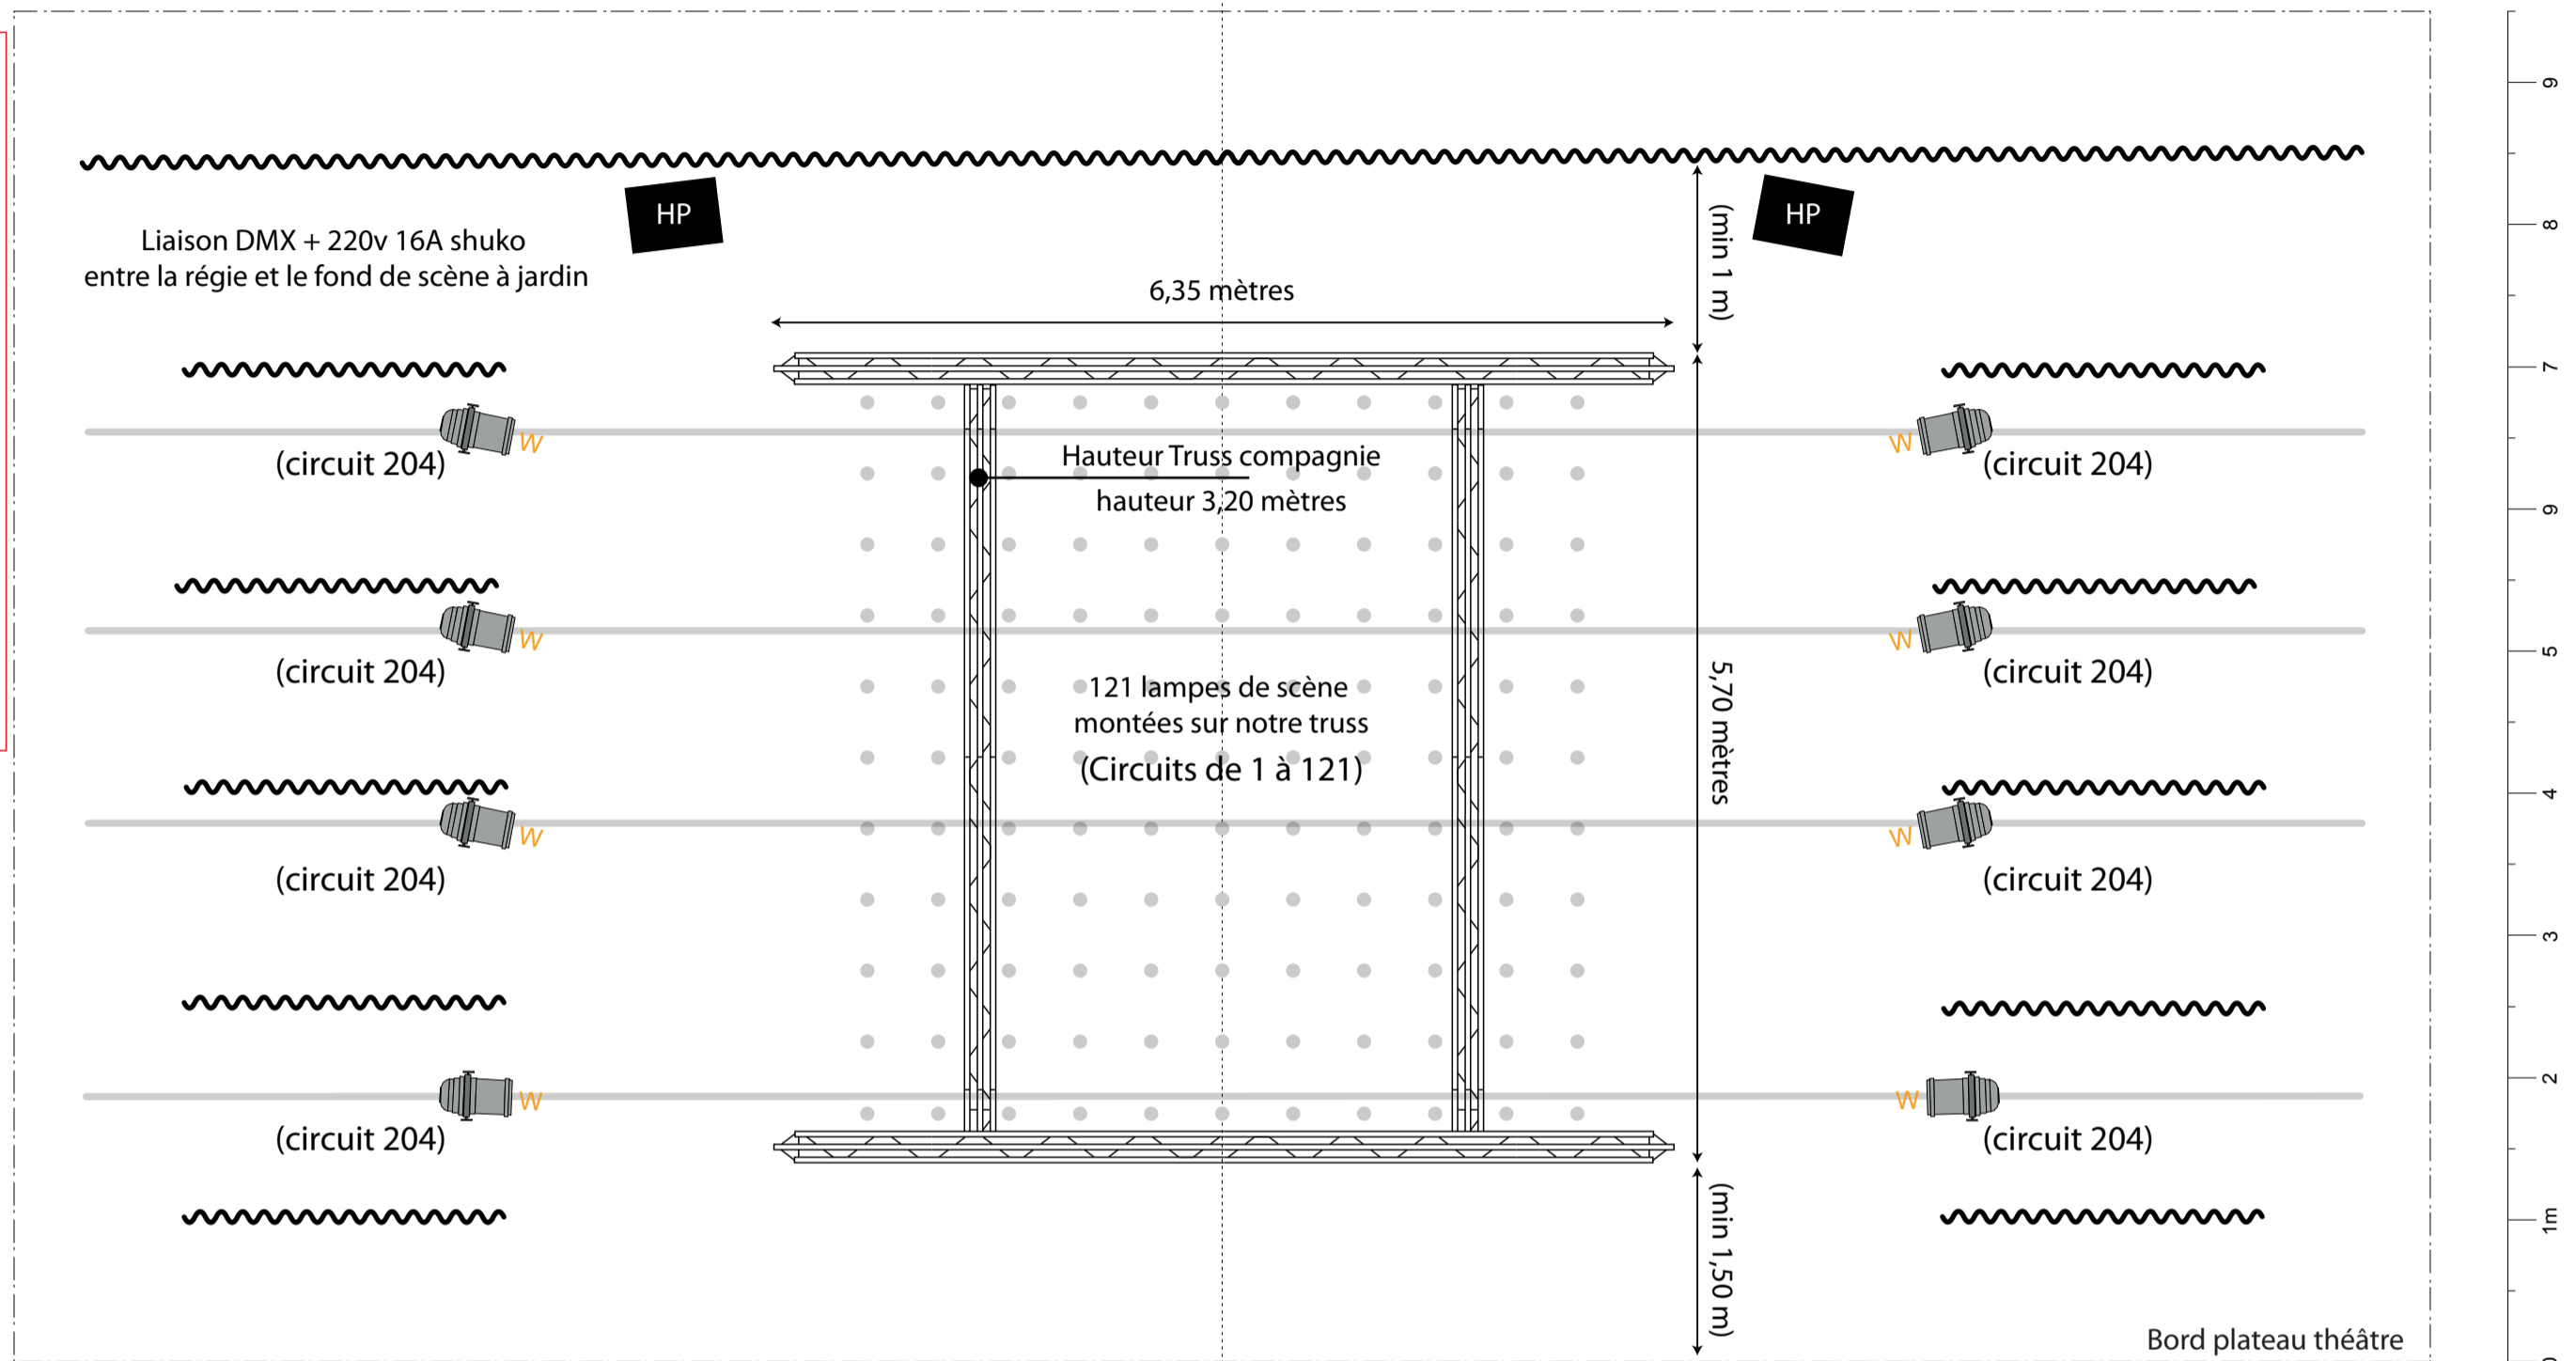 HP
HP
Liaison DMX + 220v 16A shuko
entre la régie et le fond de scène à jardin
(min 1 m)
6,35 mètres
W
W
(circuit 204)
(circuit 204)
Hauteur Truss compagnie
hauteur 3,20 mètres
W
W
(circuit 204)
(circuit 204)
121 lampes de scène
montées sur notre truss
(Circuits de 1 à 121)
5,70 mètres
W
W
(circuit 204)
(circuit 204)
W
W
(circuit 204)
(circuit 204)
(min 1,50 m)
Bord plateau théâtre
9
8
7
9
5
4
3
2
1m